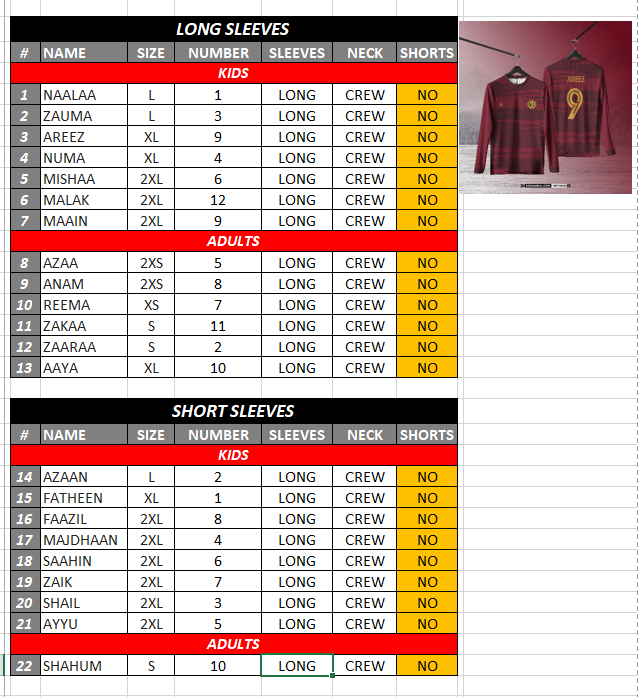 LONG SLEEVES
# NAME SIZE NUMBER SLEEVES NECK SHORTS
KIDS
1 NAALAA L 1 LONG CREW NO
2 ZAUMA L 3 LONG CREW NO
3 AREEZ XL 9 LONG CREW NO
4 NUMA XL 4 LONG CREW NO
5 MISHAA 2XL 6 LONG CREW NO
6 MALAK 2XL 12 LONG CREW NO
7 MAAIN 2XL 9 LONG CREW NO
ADULTS
8 AZAA 2XS 5 LONG CREW NO
9 ANAM 2XS 8 LONG CREW NO
10 REEMA XS 7 LONG CREW NO
11 ZAKAA S 11 LONG CREW NO
12 ZAARAA S 2 LONG CREW NO
13 AAYA XL 10 LONG CREW NO
AREEZ
9
SHORT SLEEVES
# NAME SIZE NUMBER SLEEVES NECK SHORTS
KIDS
14 AZAAN L 2 LONG CREW NO
15 FATHEEN XL 1 LONG CREW NO
16 FAAZIL 2XL 8 LONG CREW NO
17 MAJDHAAN 2XL 4 LONG CREW NO
18 SAAHIN 2XL 6 LONG CREW NO
19 ZAIK 2XL 7 LONG CREW NO
20 SHAIL 2XL 3 LONG CREW NO
21 AYYU 2XL 5 LONG CREW NO
ADULTS
22 SHAHUM S 10 LONG CREW NO